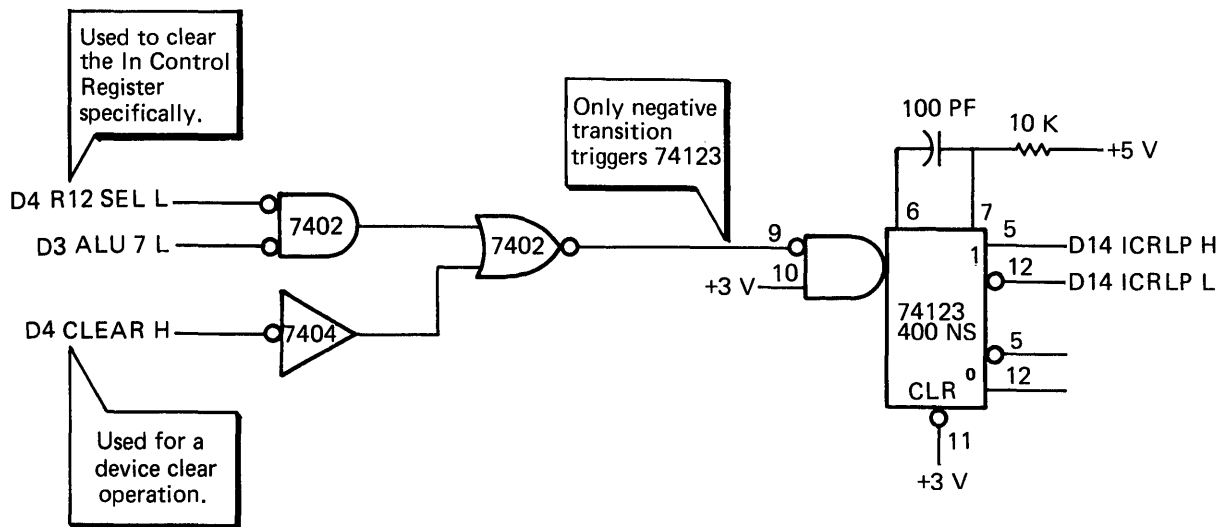 Used to clear
the In Control
Register
specifically.
Only negative
transition
triggers 74123
100 PF
10 K
+5 V
D4 R12 SEL L
7402
D3 ALU 7 L
7402
9
10
+3 V
6
7
5
1
D14 ICRLP H
12
D14 ICRLP L
D4 CLEAR H
7404
74123
400 NS
5
0
12
CLR
11
+3 V
Used for a
device clear
operation.